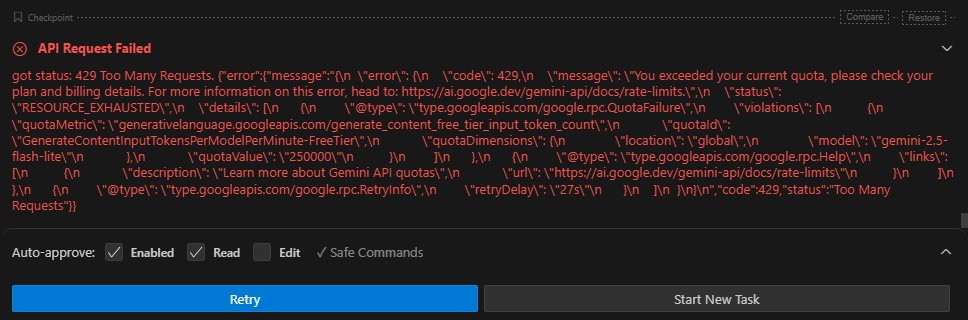 Checkpoint
Compare
Restore
API Request Failed
got status: 429 Too Many Requests. {"error":{"message":"{\n \"error\": {\n \"code\": 429,\n \"message\": \"You exceeded your current quota, please check your
plan and billing details. For more information on this error, head to: https://ai.google.dev/gemini-api/docs/rate-limits.\",\n \"status\":
\"RESOURCE_EXHAUSTED\",\n \"details\": [\n {\n \"@type\": \"type.googleapis.com/google.rpc.QuotaFailure\",\n \"violations\": [\n {\n
\"quotaMetric\": \"generativelanguage.googleapis.com/generate_content_free_tier_input_token_count\",\n \"quotaId\":
\"GenerateContentInputTokensPerModelPerMinute-FreeTier\",\n \"quotaDimensions\": {\n \"location\": \"global\",\n \"model\": \"gemini-2.5-
flash-lite\"\n },\n \"quotaValue\": \"250000\"\n }\n ]\n },\n {\n \"@type\": \"type.googleapis.com/google.rpc.Help\",\n \"links\":
[\n {\n \"description\": \"Learn more about Gemini API quotas\",\n \"url\": \"https://ai.google.dev/gemini-api/docs/rate-limits\"\n }\n ]\n
},\n {\n \"@type\": \"type.googleapis.com/google.rpc.RetryInfo\",\n \"retryDelay\": \"27s\"\n }\n ]\n }\n}\n","code":429,"status":"Too Many
Requests"}}
Auto-approve: Enabled Read Edit ✓ Safe Commands
Retry
Start New Task